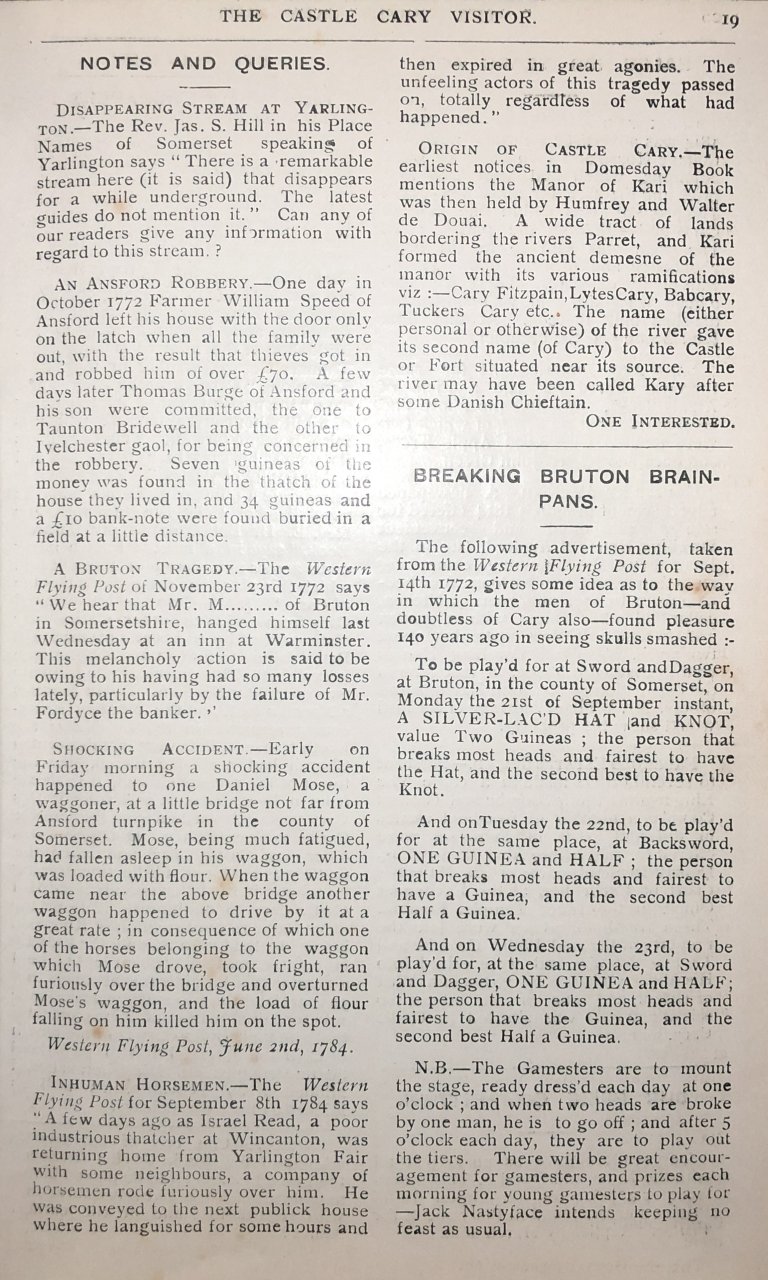 THE CASTLE CARY VISITOR. 19
NOTES AND QUERIES.
DISAPPEARING STREAM AT YARLING-
TON.—The Rev. Jas. S. Hill in his Place
Names of Somerset speaking of
Yarlington says “ There is a remarkable
stream here (it is said) that disappears
for a while underground. The latest
guides do not mention it. ” Can any of
our readers give any information with
regard to this stream. ?
AN ANSFORD ROBBERY.—One day in
October 1772 Farmer William Speed of
Ansford left his house with the door only
on the latch when all the family were
out, with the result that thieves got in
and robbed him of over £70. A few
days later Thomas Burge of Ansford and
his son were committed, the one to
Taunton Bridewell and the other to
Ivelchester gaol, for being concerned in
the robbery. Seven guineas of the
money was found in the thatch of the
house they lived in, and 34 guineas and
a £10 bank-note were found buried in a
field at a little distance.
A BRUTON TRAGEDY.—The Western
Flying Post of November 23rd 1772 says
“ We hear that Mr. M......... of Bruton
in Somersetshire, hanged himself last
Wednesday at an inn at Warminster.
This melancholy action is said to be
owing to his having had so many losses
lately, particularly by the failure of Mr.
Fordyce the banker. ’’
SHOCKING ACCIDENT.—Early on
Friday morning a shocking accident
happened to one Daniel Mose, a
waggoner, at a little bridge not far from
Ansford turnpike in the county of
Somerset. Mose, being much fatigued,
had fallen asleep in his waggon, which
was loaded with flour. When the waggon
came near the above bridge another
waggon happened to drive by it at a
great rate ; in consequence of which one
of the horses belonging to the waggon
which Mose drove, took fright, ran
furiously over the bridge and overturned
Mose's waggon, and the load of flour
falling on him killed him on the spot.
Western Flying Post, June 2nd, 1784.
INHUMAN HORSEMEN.—The Western
Flying Post for September 8th 1784 says
“A few days ago as Israel Read, a poor
industrious thatcher at Wincanton, was
returning home from Yarlington Fair
with some neighbours, a company of
horsemen rode furiously over him. He
was conveyed to the next publick house
where he languished for some hours and
then expired in great agonies. The
unfeeling actors of this tragedy passed
on, totally regardless of what had
happened. ”
ORIGIN OF CASTLE CARY.—The
earliest notices in Domesday Book
mentions the Manor of Kari which
was then held by Humfrey and Walter
de Douai. A wide tract of lands
bordering the rivers Parret, and Kari
formed the ancient demesne of the
manor with its various ramifications
viz :—Cary Fitzpain, LytesCary, Babcary,
Tuckers Cary etc.. The name (either
personal or otherwise) of the river gave
its second name (of Cary) to the Castle
or Fort situated near its source. The
river may have been called Kary after
some Danish Chieftain.
ONE INTERESTED.
BREAKING BRUTON BRAIN-
PANS.
The following advertisement, taken
from the Western Flying Post for Sept.
14th 1772, gives some idea as to the way
in which the men of Bruton—and
doubtless of Cary also—found pleasure
140 years ago in seeing skulls smashed :-
To be play'd for at Sword andDagger,
at Bruton, in the county of Somerset, on
Monday the 21st of September instant,
A SILVER-LAC'D HAT and KNOT,
value Two Guineas ; the person that
breaks most heads and fairest to have
the Hat, and the second best to have the
Knot.
And onTuesday the 22nd, to be play'd
for at the same place, at Backsword,
ONE GUINEA and HALF ; the person
that breaks most heads and fairest to
have a Guinea, and the second best
Half a Guinea.
And on Wednesday the 23rd, to be
play'd for, at the same place, at Sword
and Dagger, ONE GUINEA and HALF;
the person that breaks most heads and
fairest to have the Guinea, and the
second best Half a Guinea.
N.B.—The Gamesters are to mount
the stage, ready dress'd each day at one
o'clock ; and when two heads are broke
by one man, he is to go off ; and after 5
o'clock each day, they are to play out
the tiers. There will be great encour-
agement for gamesters, and prizes each
morning for young gamesters to play for
—Jack Nastyface intends keeping no
feast as usual.